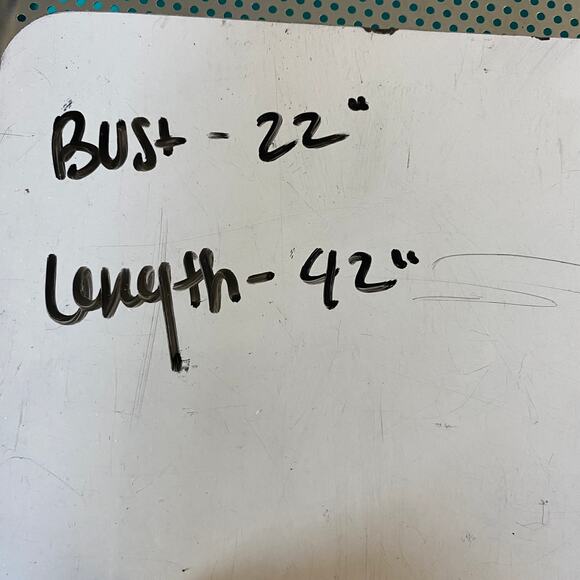 Bust - 22"
Length - 42"